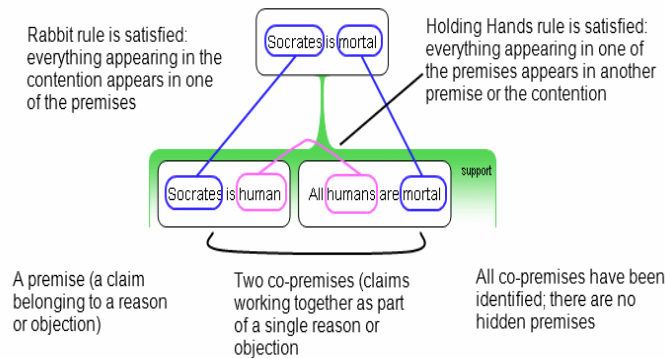 Rabbit rule is satisfied:
everything appearing in the
contention appears in one
of the premises
Socrates is mortal
Holding Hands rule is satisfied:
everything appearing in one of
the premises appears in another
premise or the contention
support
Socrates is human
All humans are mortal
A premise (a claim
belonging to a reason
or objection)
Two co-premises (claims
working together as part
of a single reason or
objection
All co-premises have been
identified; there are no
hidden premises